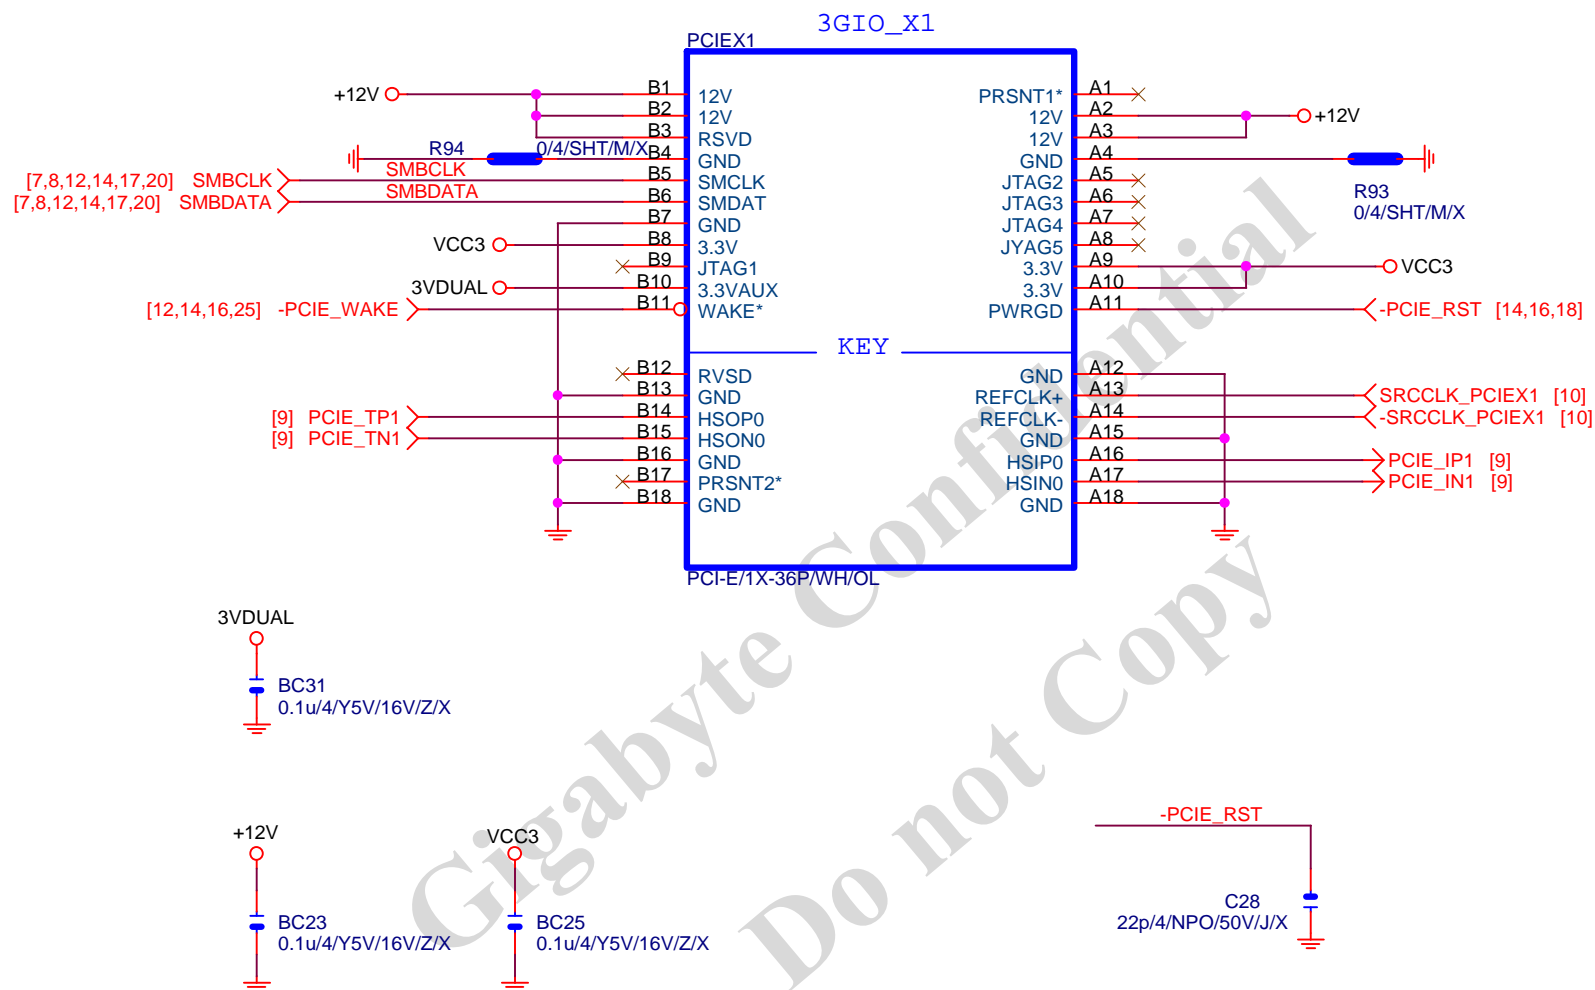 3GIO_X1
PCIEX1
+12V B1 12V PRSNT1* A1
B2 12V 12V A2 +12V
B3 RSVD 12V A3
R94 0/4/SHT/M/X B4 GND GND A4
[7,8,12,14,17,20] SMBCLK SMBCLK B5 SMCLK JTAG2 A5
[7,8,12,14,17,20] SMBDATA SMBDATA B6 SMDAT JTAG3 A6
R93
0/4/SHT/M/X
B7 GND JTAG4 A7
VCC3 B8 3.3V JYAG5 A8
B9 JTAG1 3.3V A9 VCC3
3VDUAL B10 3.3VAUX 3.3V A10
[12,14,16,25] -PCIE_WAKE B11 WAKE* PWRGD A11 -PCIE_RST [14,16,18]
KEY
B12 RVSD GND A12
B13 GND REFCLK+ A13 SRCCLK_PCIEX1 [10]
[9] PCIE_TP1 B14 HSOP0 REFCLK- A14 -SRCCLK_PCIEX1 [10]
[9] PCIE_TN1 B15 HSON0 GND A15
B16 GND HSIP0 A16 PCIE_IP1 [9]
B17 PRSNT2* HSIN0 A17 PCIE_IN1 [9]
B18 GND GND A18
PCI-E/1X-36P/WH/OL
3VDUAL
BC31
0.1u/4/Y5V/16V/Z/X
+12V
BC23
0.1u/4/Y5V/16V/Z/X
VCC3
BC25
0.1u/4/Y5V/16V/Z/X
-PCIE_RST
C28
22p/4/NPO/50V/J/X
Gigabyte Confidential
Do not Copy